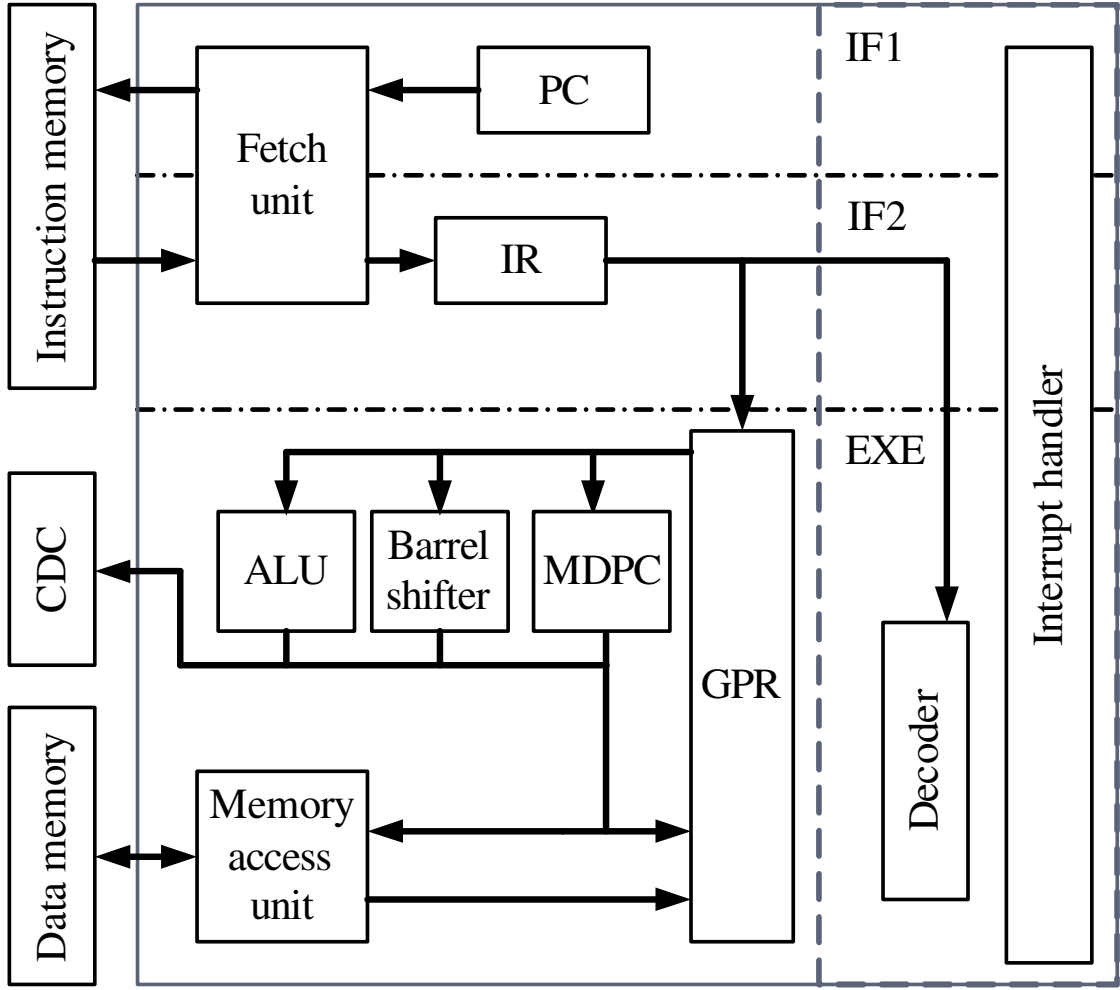 Instruction memory
Fetch
unit
PC
IF1
IF2
IR
Interrupt handler
EXE
CDC
ALU
Barrel
shifter
MDPC
GPR
Decoder
Data memory
Memory
access
unit